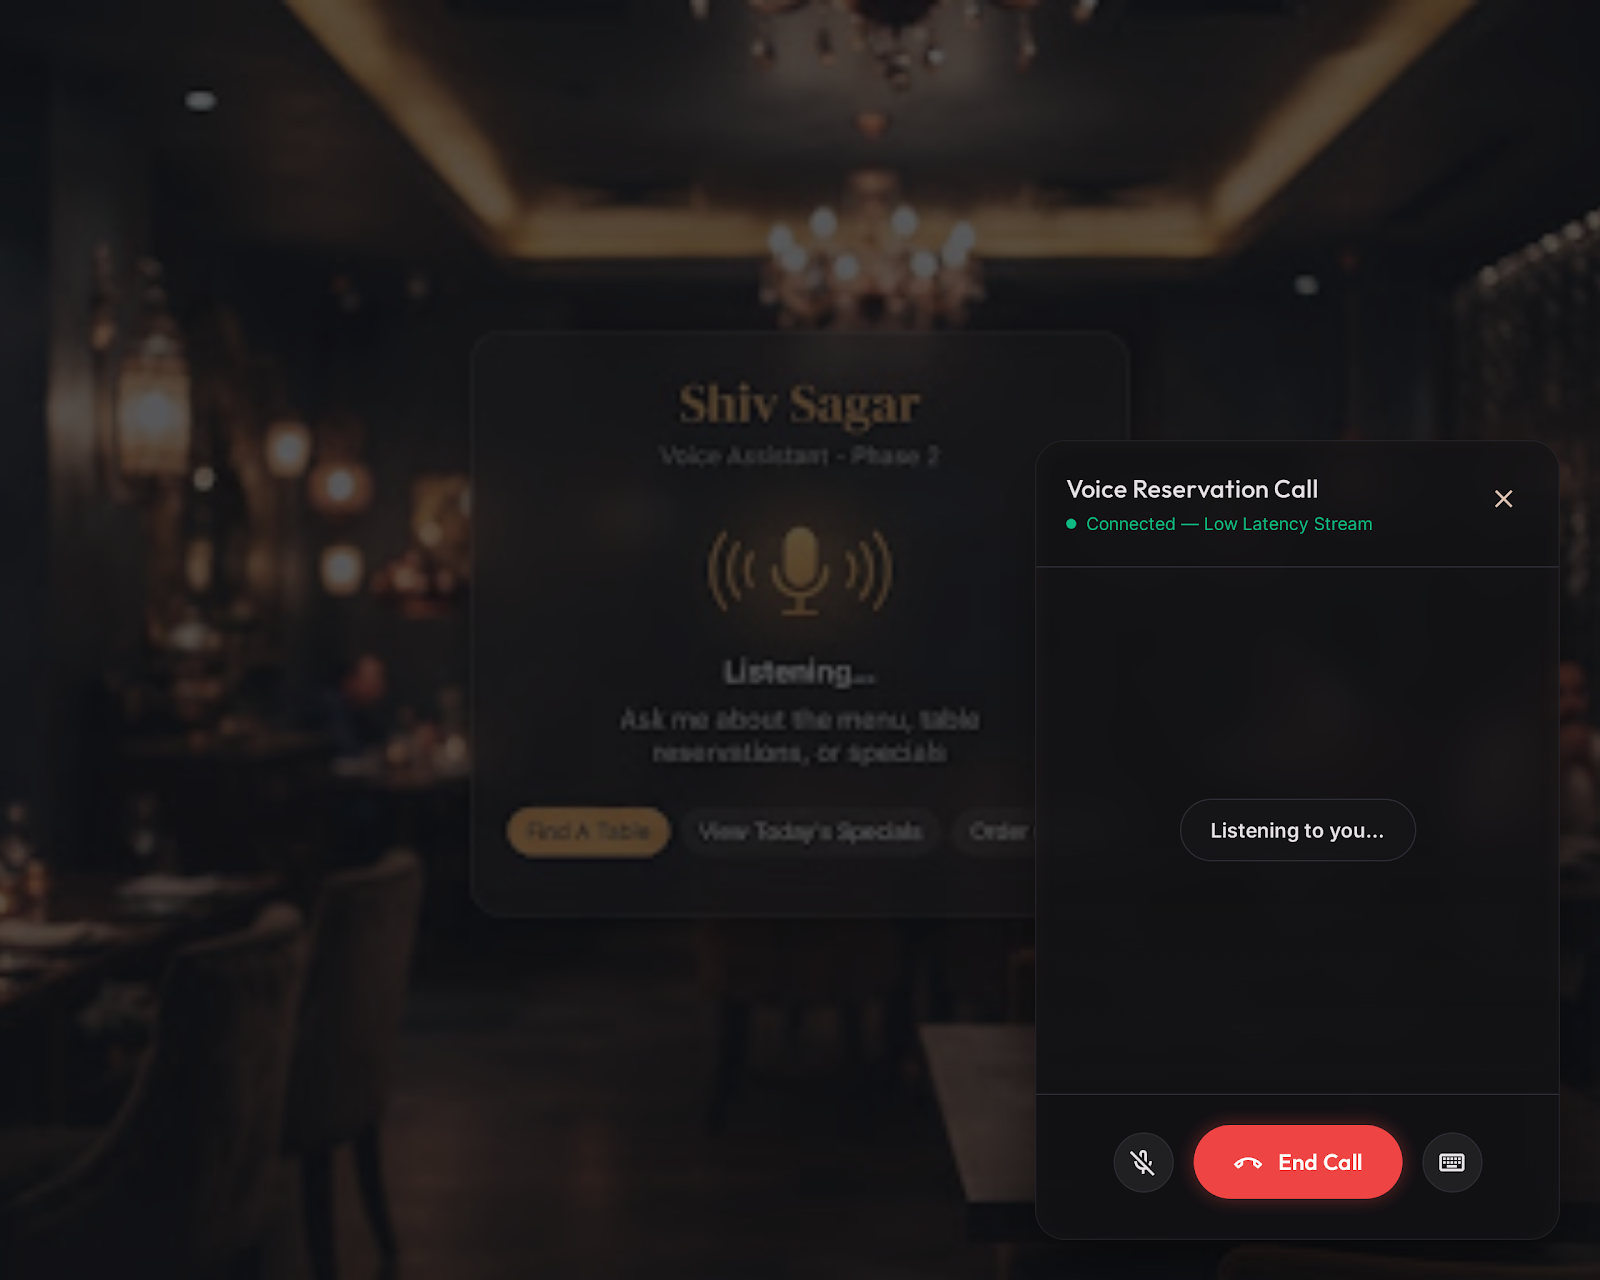 Shiv Sagar
Voice Assistant - Phase 2
Listening...
Ask me about the menu, table
reservations, or specials
Find A Table
View Today's Specials
Order
Voice Reservation Call
Connected — Low Latency Stream
Listening to you...
End Call